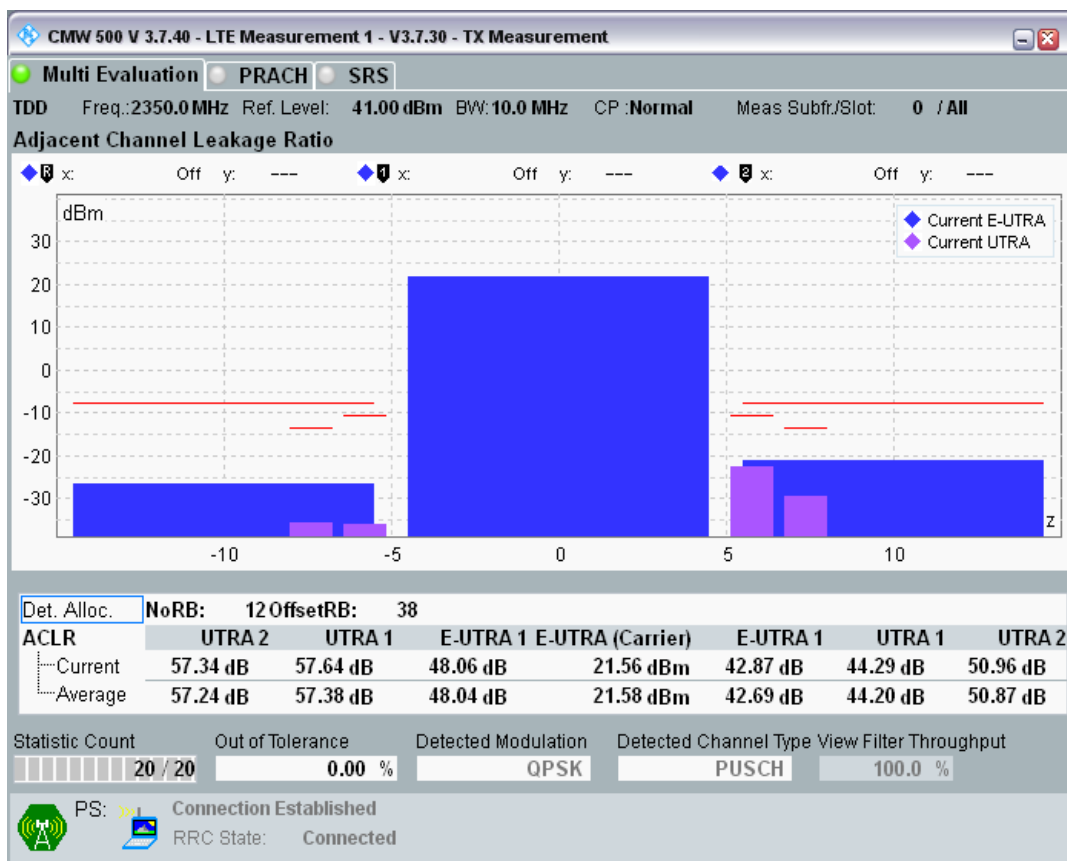 CMW 500 V 3.7.40 - LTE Measurement 1 - V3.7.30 - TX Measurement
Multi Evaluation PRACH SRS
TDD Freq.:2350.0 MHz Ref. Level: 41.00 dBm BW:10.0 MHz CP :Normal Meas Subfr./Slot: 0 / All
Adjacent Channel Leakage Ratio
R x: Off y: --- 1 x: Off y: --- 2 x: Off y: ---
dBm
Current E-UTRA
Current UTRA
30
20
10
0
-10
-20
-30
z
-10 -5 0 5 10
Det. Alloc. NoRB: 12 OffsetRB: 38
ACLR UTRA 2 UTRA 1 E-UTRA 1 E-UTRA (Carrier) E-UTRA 1 UTRA 1 UTRA 2
Current 57.34 dB 57.64 dB 48.06 dB 21.56 dBm 42.87 dB 44.29 dB 50.96 dB
Average 57.24 dB 57.38 dB 48.04 dB 21.58 dBm 42.69 dB 44.20 dB 50.87 dB
Statistic Count Out of Tolerance Detected Modulation Detected Channel Type View Filter Throughput
20 / 20 0.00 % QPSK PUSCH 100.0 %
PS: Connection Established
RRC State: Connected